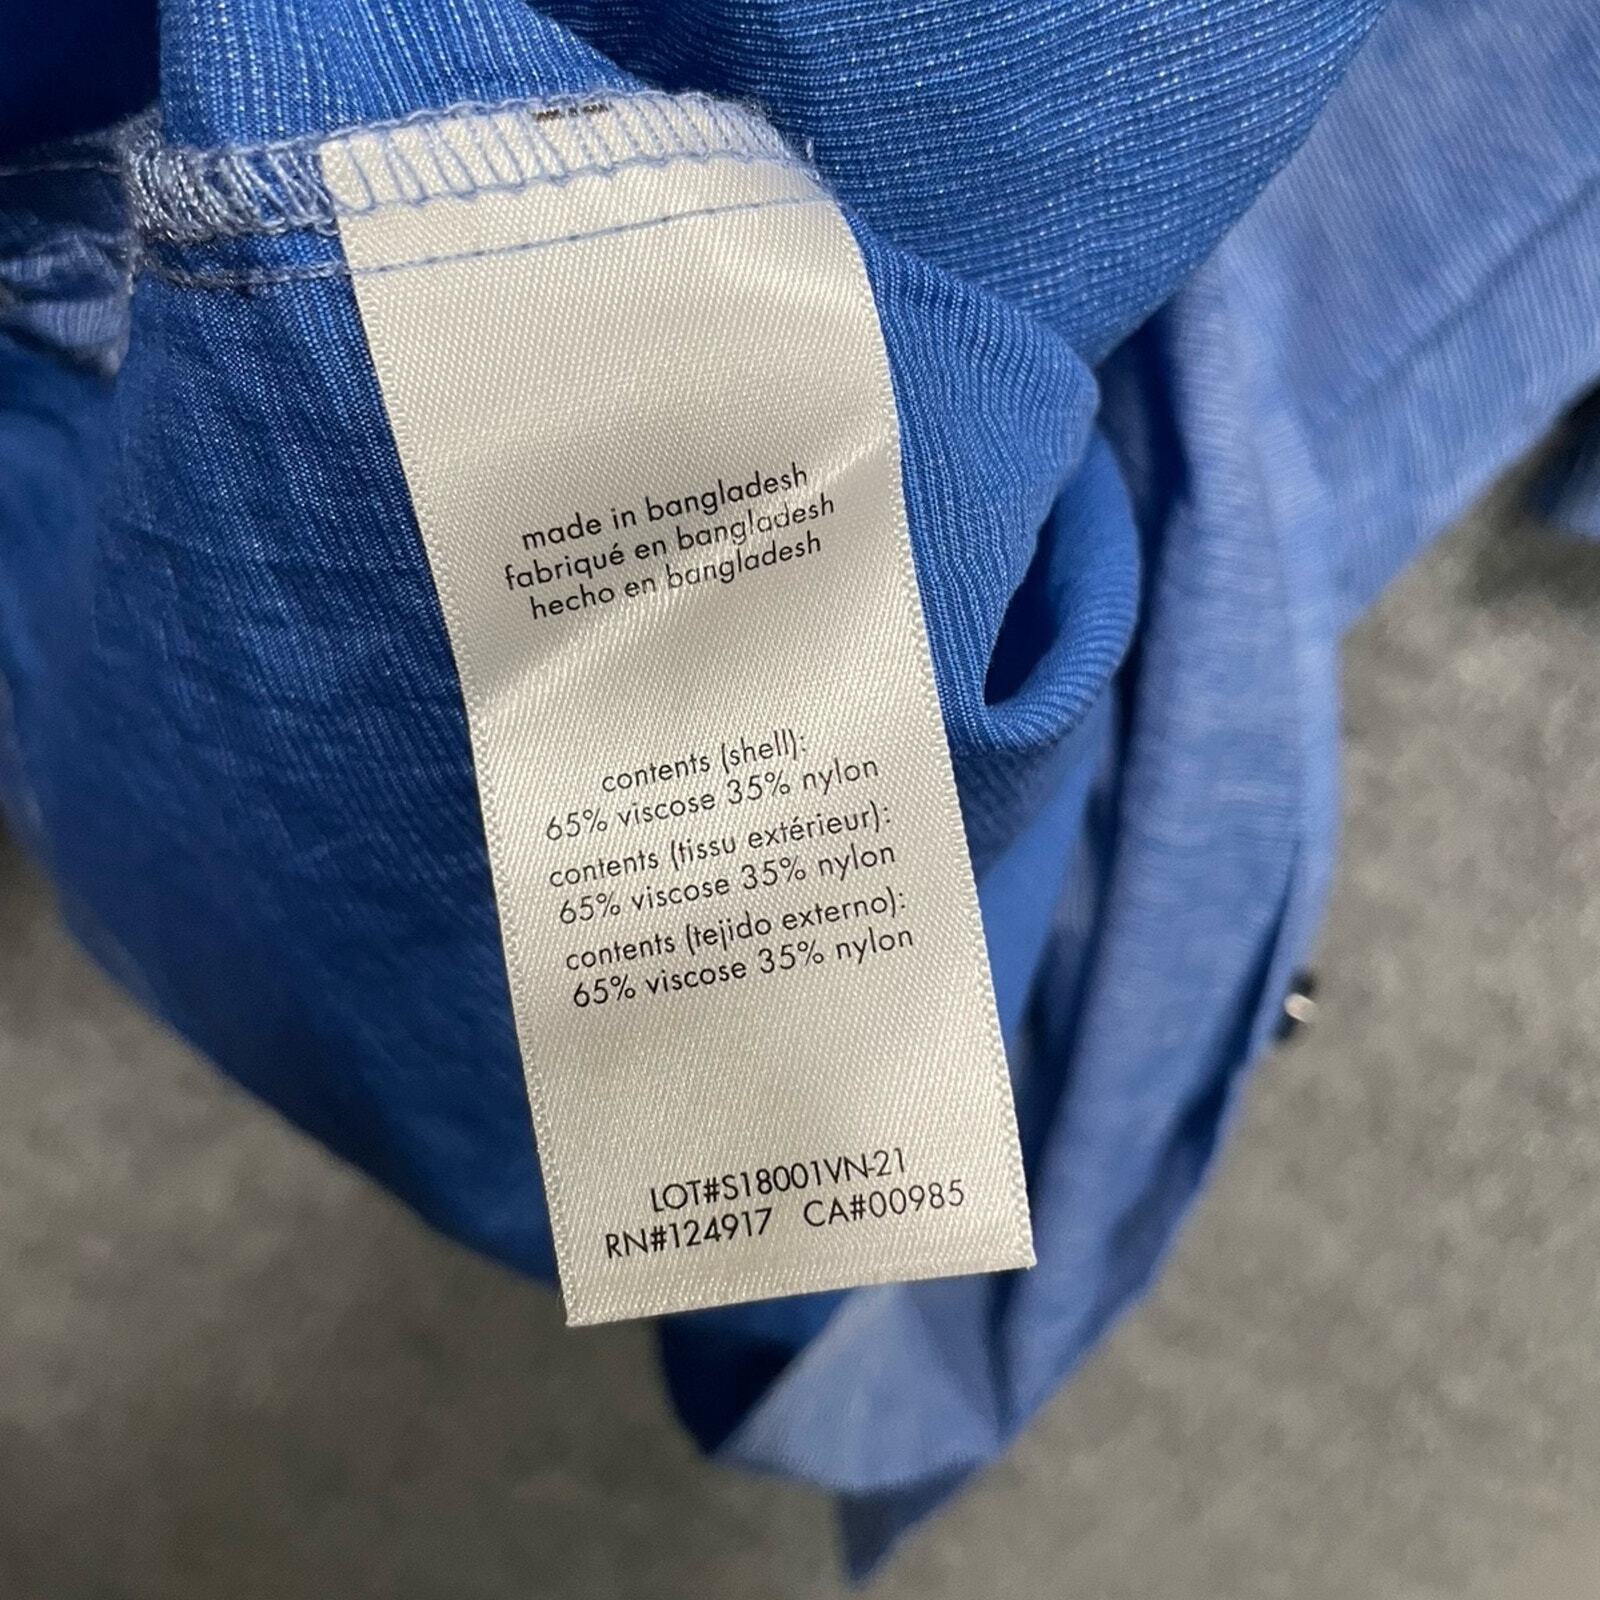 made in bangladesh
fabriqué en bangladesh
hecho en bangladesh
contents (shell):
65% viscose 35% nylon
contents (tissu extérieur):
65% viscose 35% nylon
contents (tejido externo):
65% viscose 35% nylon
LOT#S18001VN-21
RN#124917 CA#00985